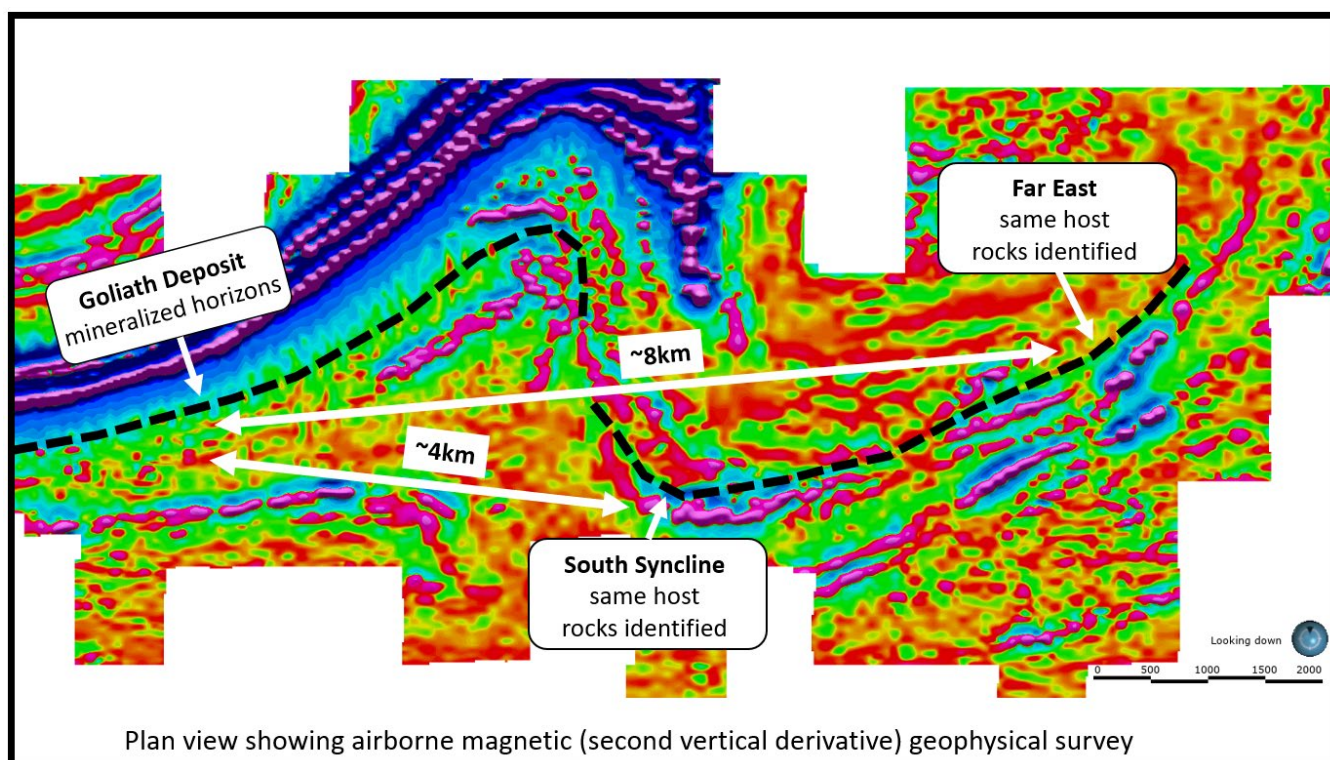 Goliath Deposit
mineralized horizons
Far East
same host
rocks identified
~8km
~4km
South Syncline
same host
rocks identified
Looking down
0 500 1000 1500 2000
Plan view showing airborne magnetic (second vertical derivative) geophysical survey